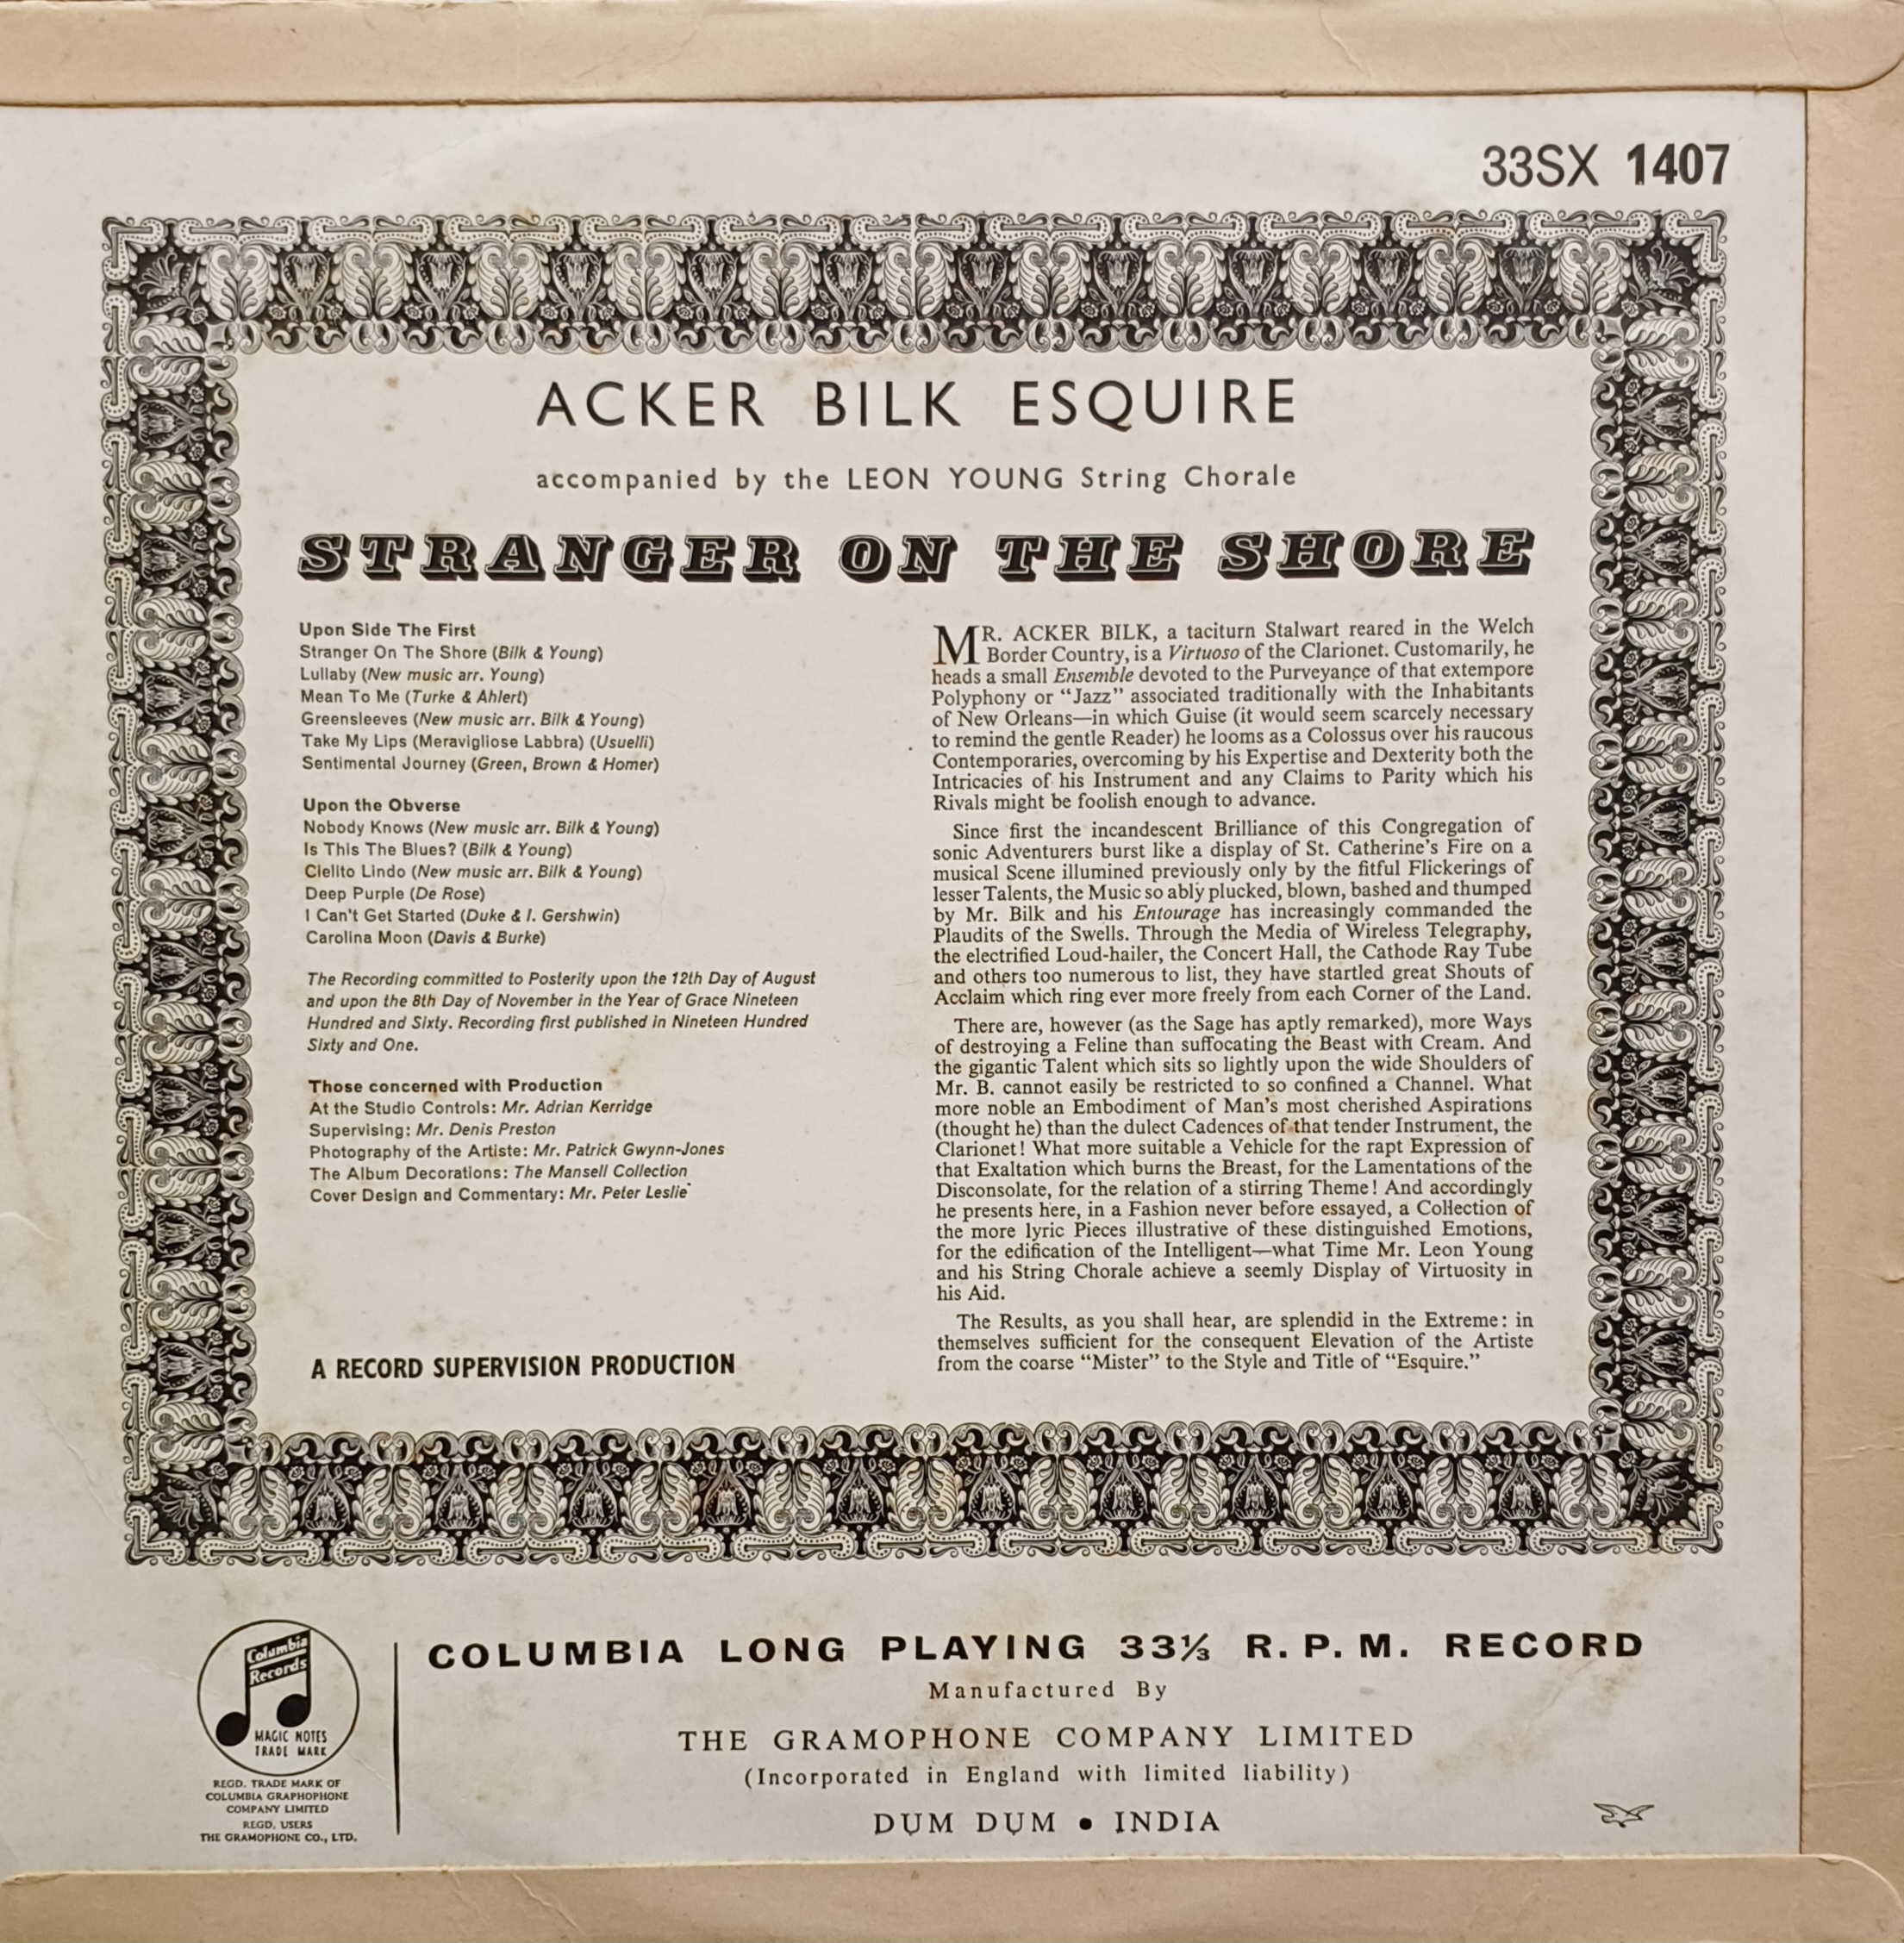 33SX 1407
ACKER BILK ESQUIRE
accompanied by the LEON YOUNG String Chorale
STRANGER ON THE SHORE
Upon Side The First
Stranger On The Shore (Bilk & Young)
Lullaby (New music arr. Young)
Mean To Me (Turke & Ahlert)
Greensleeves (New music arr. Bilk & Young)
Take My Lips (Meravigliose Labbra) (Usuelli)
Sentimental Journey (Green, Brown & Homer)
Upon the Obverse
Nobody Knows (New music arr. Bilk & Young)
Is This The Blues? (Bilk & Young)
Cielito Lindo (New music arr. Bilk & Young)
Deep Purple (De Rose)
I Can't Get Started (Duke & I. Gershwin)
Carolina Moon (Davis & Burke)
The Recording committed to Posterity upon the 12th Day of August
and upon the 8th Day of November in the Year of Grace Nineteen
Hundred and Sixty. Recording first published in Nineteen Hundred
Sixty and One.
Those concerned with Production
At the Studio Controls: Mr. Adrian Kerridge
Supervising: Mr. Denis Preston
Photography of the Artiste: Mr. Patrick Gwynn-Jones
The Album Decorations: The Mansell Collection
Cover Design and Commentary: Mr. Peter Leslie
A RECORD SUPERVISION PRODUCTION
MR. ACKER BILK, a taciturn Stalwart reared in the Welch
Border Country, is a Virtuoso of the Clarionet. Customarily, he
heads a small Ensemble devoted to the Purveyance of that extempore
Polyphony or “Jazz” associated traditionally with the Inhabitants
of New Orleans—in which Guise (it would seem scarcely necessary
to remind the gentle Reader) he looms as a Colossus over his raucous
Contemporaries, overcoming by his Expertise and Dexterity both the
Intricacies of his Instrument and any Claims to Parity which his
Rivals might be foolish enough to advance.
Since first the incandescent Brilliance of this Congregation of
sonic Adventurers burst like a display of St. Catherine's Fire on a
musical Scene illumined previously only by the fitful Flickerings of
lesser Talents, the Music so ably plucked, blown, bashed and thumped
by Mr. Bilk and his Entourage has increasingly commanded the
Plaudits of the Swells. Through the Media of Wireless Telegraphy,
the electrified Loud-hailer, the Concert Hall, the Cathode Ray Tube
and others too numerous to list, they have startled great Shouts of
Acclaim which ring ever more freely from each Corner of the Land.
There are, however (as the Sage has aptly remarked), more Ways
of destroying a Feline than suffocating the Beast with Cream. And
the gigantic Talent which sits so lightly upon the wide Shoulders of
Mr. B. cannot easily be restricted to so confined a Channel. What
more noble an Embodiment of Man's most cherished Aspirations
(thought he) than the dulect Cadences of that tender Instrument, the
Clarionet! What more suitable a Vehicle for the rapt Expression of
that Exaltation which burns the Breast, for the Lamentations of the
Disconsolate, for the relation of a stirring Theme! And accordingly
he presents here, in a Fashion never before essayed, a Collection of
the more lyric Pieces illustrative of these distinguished Emotions,
for the edification of the Intelligent—what Time Mr. Leon Young
and his String Chorale achieve a seemly Display of Virtuosity in
his Aid.
The Results, as you shall hear, are splendid in the Extreme: in
themselves sufficient for the consequent Elevation of the Artiste
from the coarse “Mister” to the Style and Title of “Esquire.”
Columbia
Records
MAGIC NOTES
TRADE MARK
REGD. TRADE MARK OF
COLUMBIA GRAPHOPHONE
COMPANY LIMITED
REGD. USERS
THE GRAMOPHONE CO., LTD.
COLUMBIA LONG PLAYING 33⅓ R.P.M. RECORD
Manufactured By
THE GRAMOPHONE COMPANY LIMITED
(Incorporated in England with limited liability)
DUM DUM • INDIA